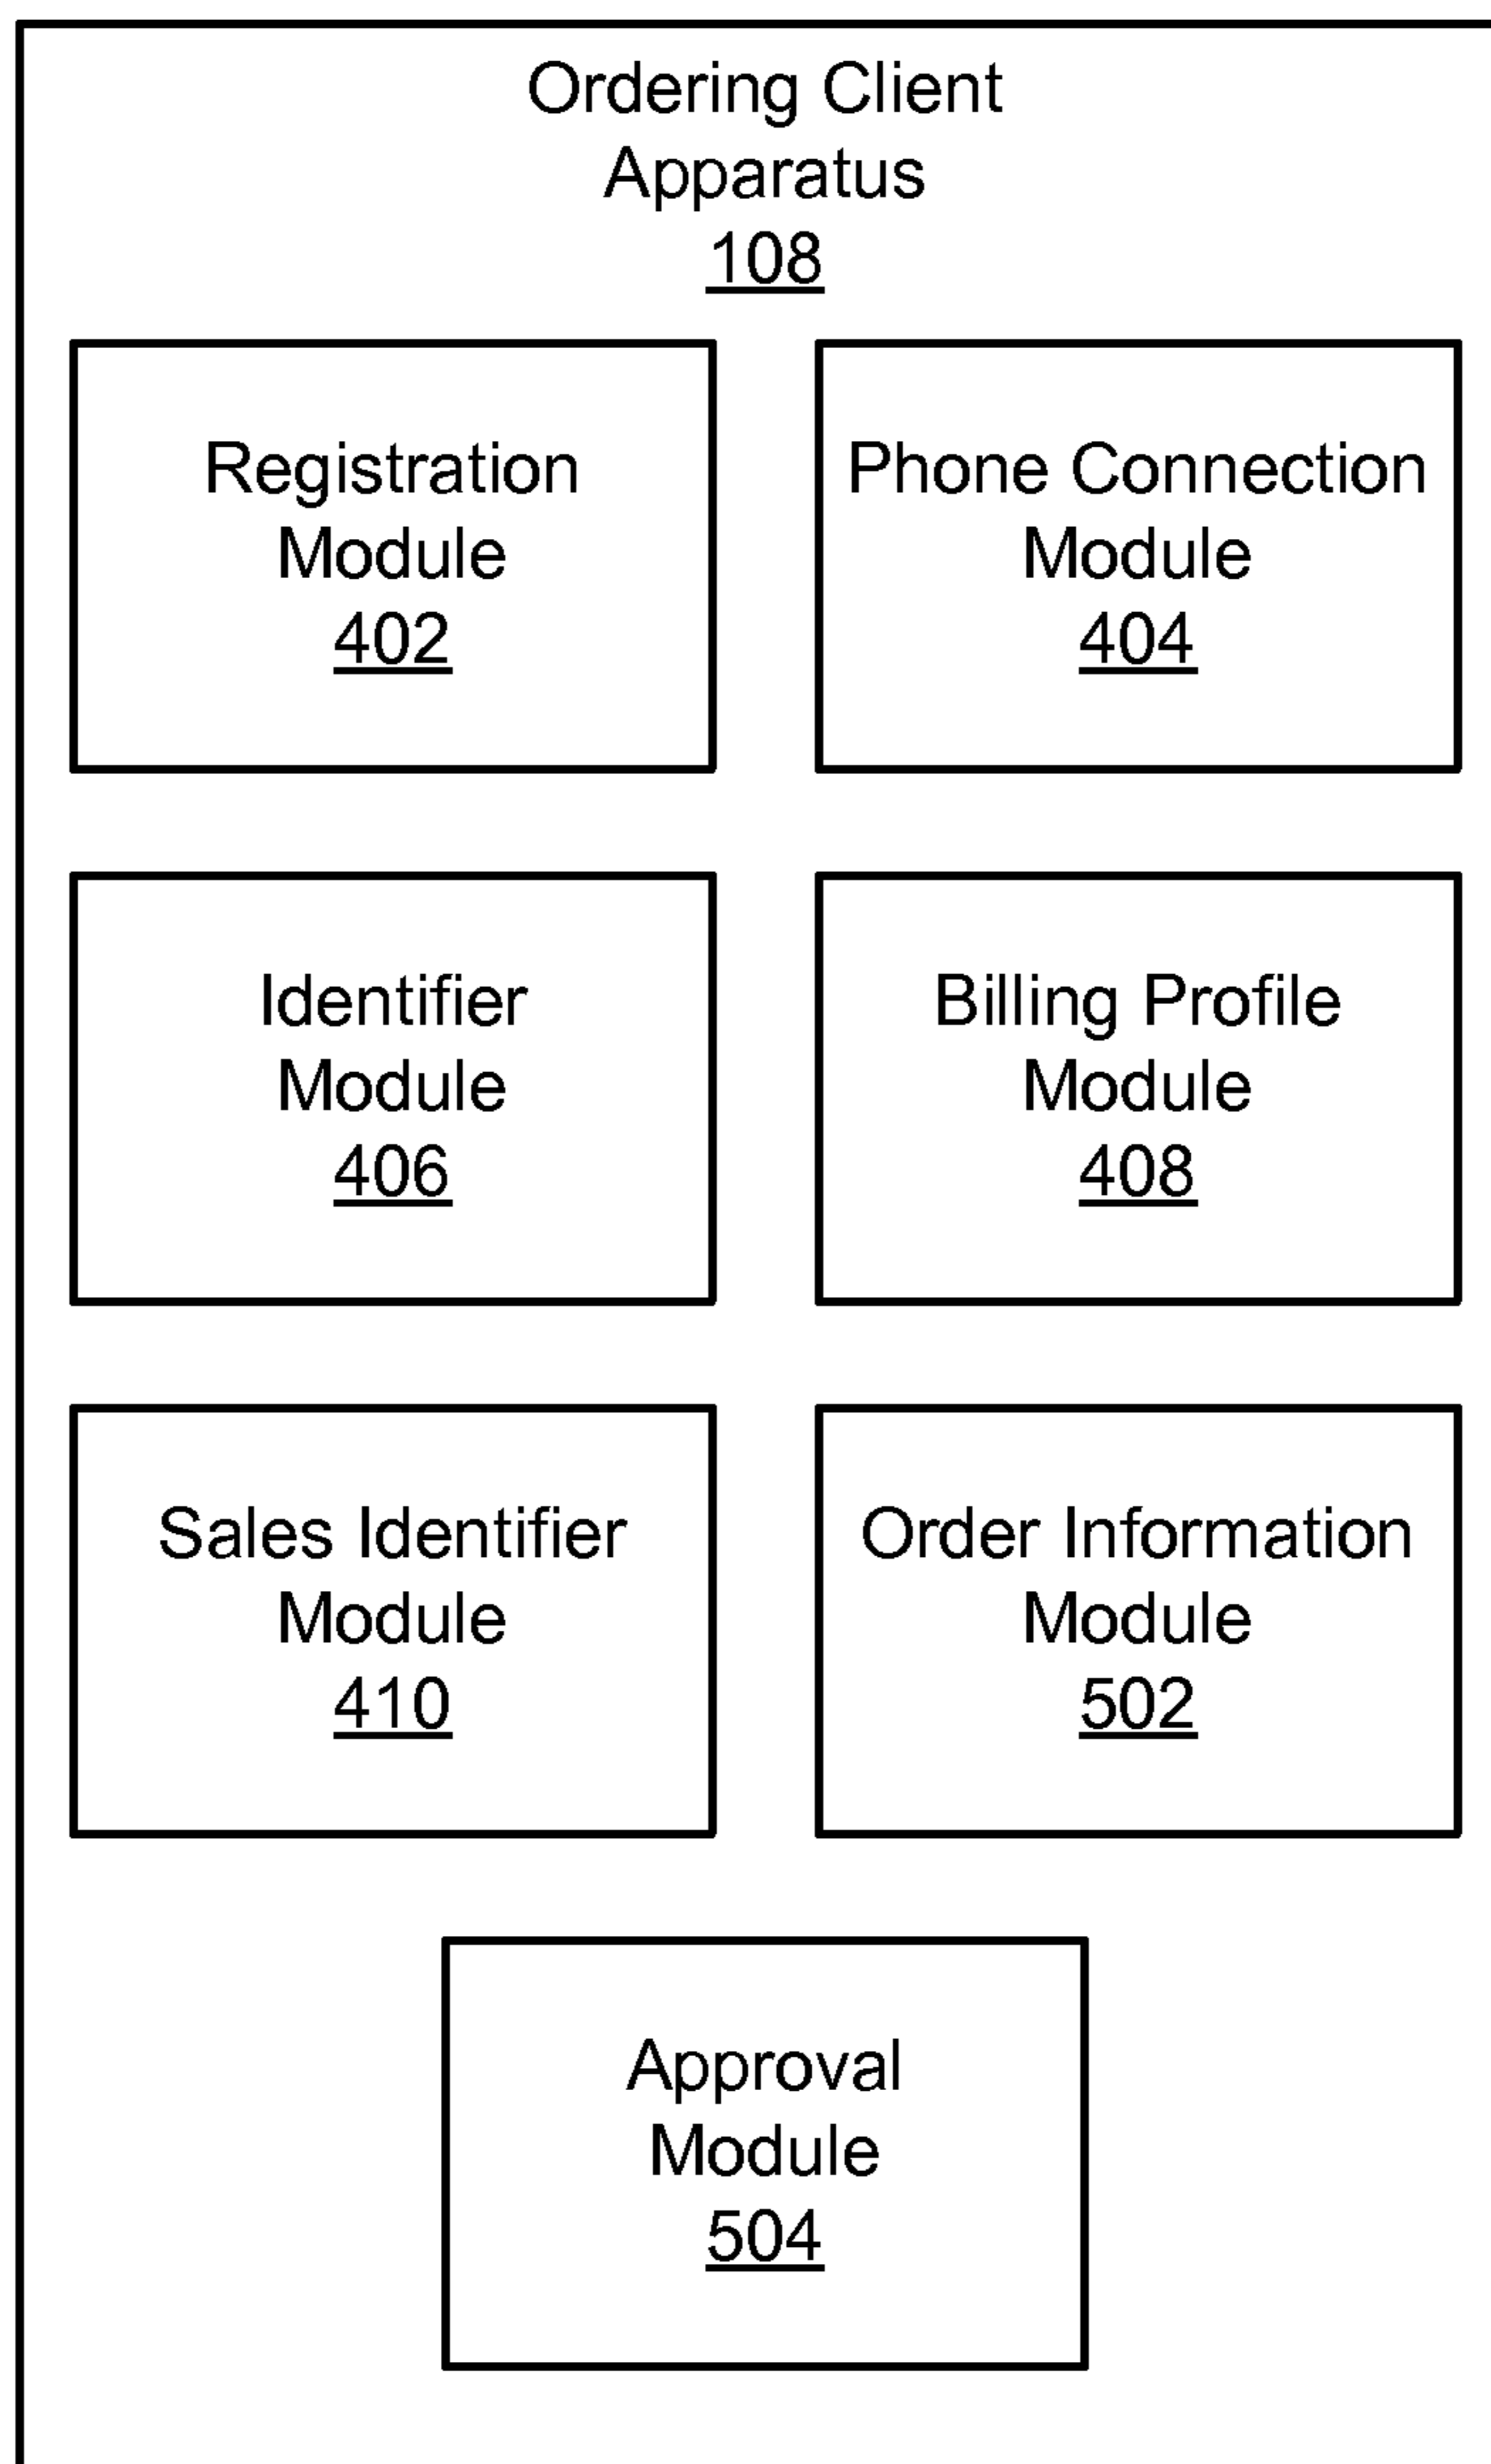 Ordering Client
Apparatus
108
Registration
Module
402
Phone Connection
Module
404
Identifier
Module
406
Billing Profile
Module
408
Sales Identifier
Module
410
Order Information
Module
502
Approval
Module
504